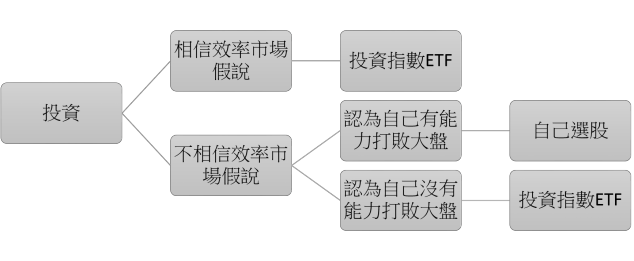 投資
相信效率市場
假說
投資指數ETF
不相信效率市
場假說
認為自己有能
力打敗大盤
自己選股
認為自己沒有
能力打敗大盤
投資指數ETF